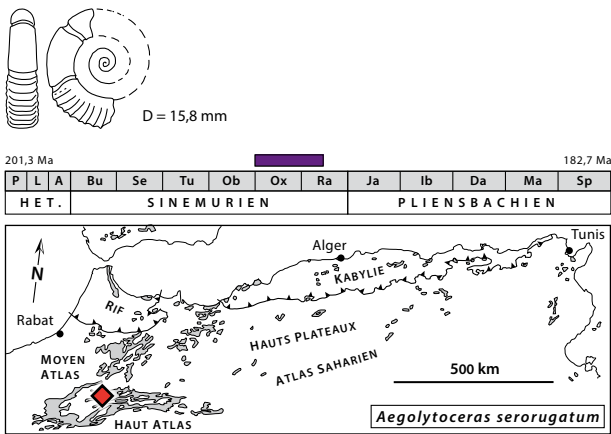 D = 15,8 mm
201,3 Ma 182,7 Ma
P L A Bu Se Tu Ob Ox Ra Ja Ib Da Ma Sp
HET. SINEMURIEN PLIENSBACHIEN
Tunis
Alger
KABYLIE
N
RIF
Rabat
HAUTS PLATEAUX
MOYEN
ATLAS
ATLAS SAHARIEN
500 km
HAUT ATLAS
Aegolytoceras serorugatum